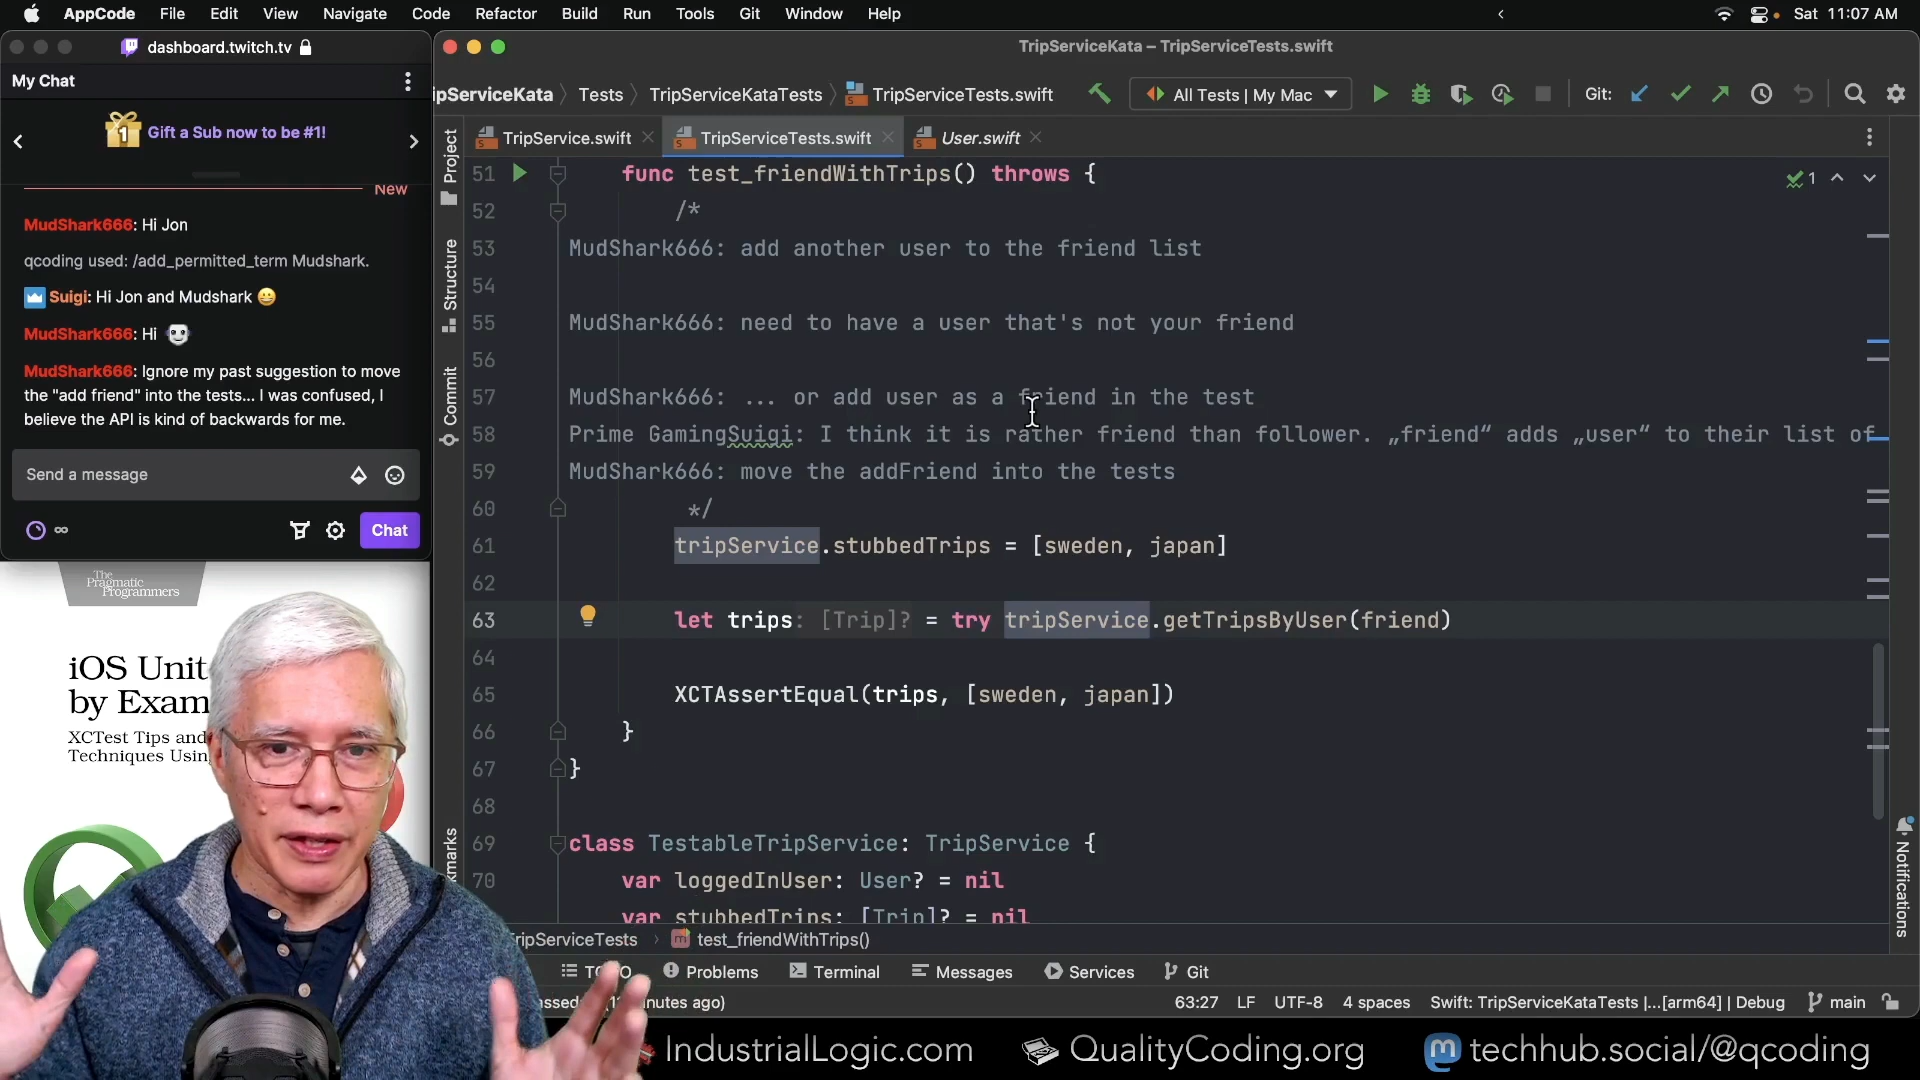 AppCode File Edit View Navigate Code Refactor Build Run Tools Git Window Help
Sat 11:07 AM
dashboard.twitch.tv
My Chat
1
Gift a Sub now to be #1!
New
MudShark666: Hi Jon
qcoding used: /add_permitted_term Mudshark.
Suigi: Hi Jon and Mudshark 😀
MudShark666: Hi
MudShark666: Ignore my past suggestion to move
the "add friend" into the tests... I was confused, I
believe the API is kind of backwards for me.
Send a message
∞
Chat
TripServiceKata – TripServiceTests.swift
ipServiceKata Tests TripServiceKataTests TripServiceTests.swift
All Tests | My Mac
Git:
TripService.swift TripServiceTests.swift User.swift
Project
Structure
Commit
Notifications
1
51 func test_friendWithTrips() throws {
52 /*
53 MudShark666: add another user to the friend list
54
55 MudShark666: need to have a user that's not your friend
56
57 MudShark666: ... or add user as a friend in the test
58 Prime GamingSuigi: I think it is rather friend than follower. „friend“ adds „user“ to their list of
59 MudShark666: move the addFriend into the tests
60 */
61 tripService.stubbedTrips = [sweden, japan]
62
63 let trips: [Trip]? = try tripService.getTripsByUser(friend)
64
65 XCTAssertEqual(trips, [sweden, japan])
66 }
67 }
68
69 class TestableTripService: TripService {
70 var loggedInUser: User? = nil
var stubbedTrips: [Trip]? = nil
ripServiceTests test_friendWithTrips()
Problems Terminal Messages Services Git
63:27 LF UTF-8 4 spaces Swift: TripServiceKataTests |...[arm64] | Debug main
The
Pragmatic
Programmers
iOS Unit
by Exam
XCTest Tips and
Techniques Usin
IndustrialLogic.com
QualityCoding.org
techhub.social/@qcoding